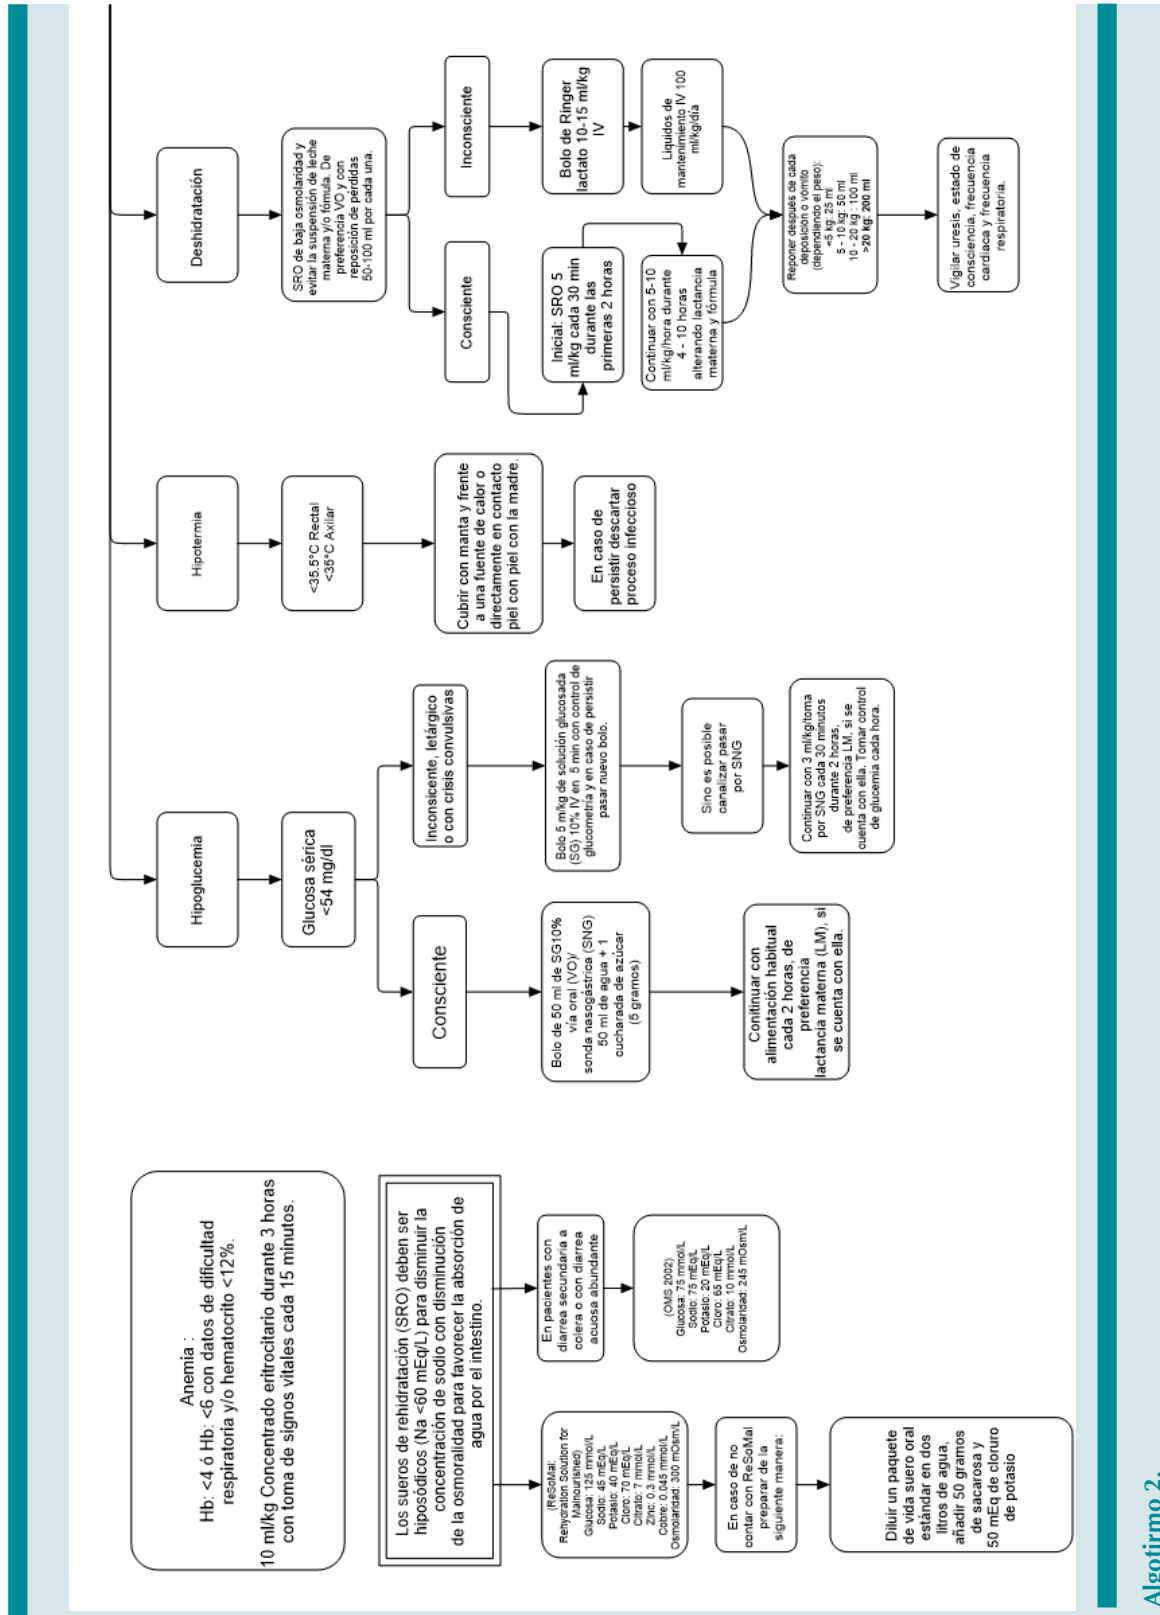 Anemia :
Hb: <4 ó Hb: <6 con datos de dificultad
respiratoria y/o hematocrito <12%.
10 ml/kg Concentrado eritrocitario durante 3 horas
con toma de signos vitales cada 15 minutos.
Los sueros de rehidratación (SRO) deben ser
hiposódicos (Na <60 mEq/L) para disminuir la
concentración de sodio con disminución
de la osmoralidad para favorecer la absorción de
agua por el intestino.
(ReSoMal:
Rehydration Solution for
Malnourished)
Glucosa: 125 mmol/L
Sodio: 45 mEq/L
Potasio: 40 mEq/L
Cloro: 70 mEq/L
Citrato: 7 mmol/L
Zinc: 0.3 mmol/L
Cobre: 0.045 mmol/L
Osmolaridad: 300 mOsm/L
En caso de no
contar con ReSoMal
preparar de la
siguiente manera:
Diluir un paquete
de vida suero oral
estándar en dos
litros de agua,
añadir 50 gramos
de sacarosa y
50 mEq de cloruro
de potasio
En pacientes con
diarrea secundaria a
colera o con diarrea
acuosa abundante
(OMS 2002)
Glucosa: 75 mmol/L
Sodio: 75 mEq/L
Potasio: 20 mEq/L
Cloro: 65 mEq/L
Citrato: 10 mmol/L
Osmolaridad: 245 mOsm/L
Hipoglucemia
Glucosa sérica
<54 mg/dl
Consciente
Bolo de 50 ml de SG10%
vía oral (VO)/
sonda nasogástrica (SNG)
50 ml de agua + 1
cucharada de azúcar
(5 gramos)
Conitinuar con
alimentación habitual
cada 2 horas, de
preferencia
lactancia materna (LM), si
se cuenta con ella.
Inconsicente, letárgico
o con crisis convulsivas
Bolo 5 m/kg de solución glucosada
(SG) 10% IV en 5 min con control de
glucometría y en caso de persistir
pasar nuevo bolo.
Sino es posible
canalizar pasar
por SNG
Continuar con 3 ml/kg/toma
por SNG cada 30 minutos
durante 2 horas,
de preferencia LM, si se
cuenta con ella. Tomar control
de glucemia cada hora.
Hipotermia
<35.5°C Rectal
<35°C Axilar
Cubrir con manta y frente
a una fuente de calor o
directamente en contacto
piel con piel con la madre.
En caso de
persistir descartar
proceso infeccioso
Deshidratación
SRO de baja osmolaridad y
evitar la suspensión de leche
materna y/o fómula. De
preferencia VO y con
reposición de pérdidas
50-100 ml por cada una.
Consciente
Inicial: SRO 5
ml/kg cada 30 min
durante las
primeras 2 horas
Continuar con 5-10
ml/kg/hora durante
4 - 10 horas
alterando lactancia
materna y fórmula
Inconsciente
Bolo de Ringer
lactato 10-15 ml/kg
IV
Liquidos de
mantenimiento IV 100
ml/kg/día
Reponer después de cada
deposición o vómito
(dependiendo el peso):
<5 kg: 25 ml
5 - 10 kg: 50 ml
10 - 20 kg : 100 ml
>20 kg: 200 ml
Vigilar uresis, estado de
consciencia, frecuencia
cardiaca y frecuencia
respiratoria.
Algotirmo 2.